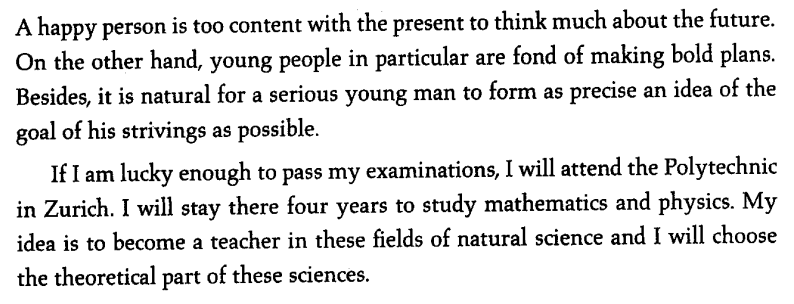 A happy person is too content with the present to think much about the future.
On the other hand, young people in particular are fond of making bold plans.
Besides, it is natural for a serious young man to form as precise an idea of the
goal of his strivings as possible.
If I am lucky enough to pass my examinations, I will attend the Polytechnic
in Zurich. I will stay there four years to study mathematics and physics. My
idea is to become a teacher in these fields of natural science and I will choose
the theoretical part of these sciences.